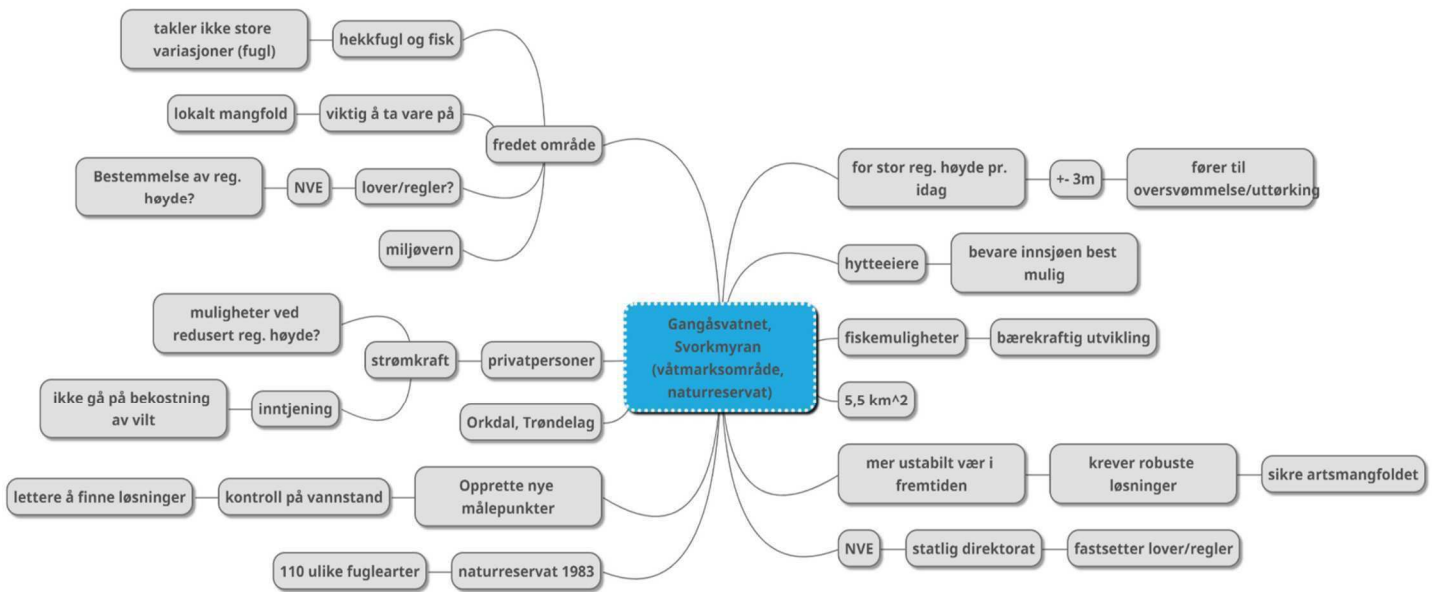 takler ikke store
variasjoner (fugl)
hekkfugl og fisk
lokalt mangfold
viktig å ta vare på
fredet område
Bestemmelse av reg.
høyde?
NVE
lover/regler?
miljøvern
muligheter ved
redusert reg. høyde?
strømkraft
privatpersoner
ikke gå på bekostning
av vilt
inntjening
Orkdal, Trøndelag
lettere å finne løsninger
kontroll på vannstand
Opprette nye
målepunkter
110 ulike fuglearter
naturreservat 1983
Gangåsvatnet,
Svorkmyran
(våtmarksområde,
naturreservat)
for stor reg. høyde pr.
idag
+- 3m
fører til
oversvømmelse/uttørking
hytteeiere
bevare innsjøen best
mulig
fiskemuligheter
bærekraftig utvikling
5,5 km^2
mer ustabilt vær i
fremtiden
krever robuste
løsninger
sikre artsmangfoldet
NVE
statlig direktorat
fastsetter lover/regler